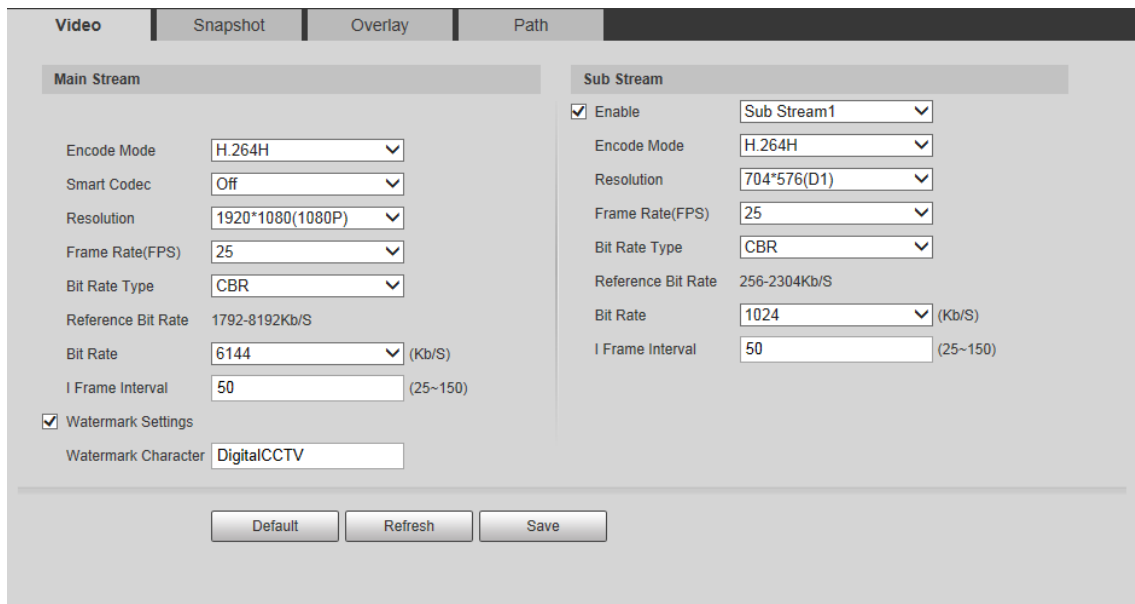 Video Snapshot Overlay Path
Main Stream
Encode Mode H.264H
Smart Codec Off
Resolution 1920*1080(1080P)
Frame Rate(FPS) 25
Bit Rate Type CBR
Reference Bit Rate 1792-8192Kb/S
Bit Rate 6144 (Kb/S)
I Frame Interval 50 (25~150)
Watermark Settings
Watermark Character DigitalCCTV
Sub Stream
Enable Sub Stream1
Encode Mode H.264H
Resolution 704*576(D1)
Frame Rate(FPS) 25
Bit Rate Type CBR
Reference Bit Rate 256-2304Kb/S
Bit Rate 1024 (Kb/S)
I Frame Interval 50 (25~150)
Default Refresh Save